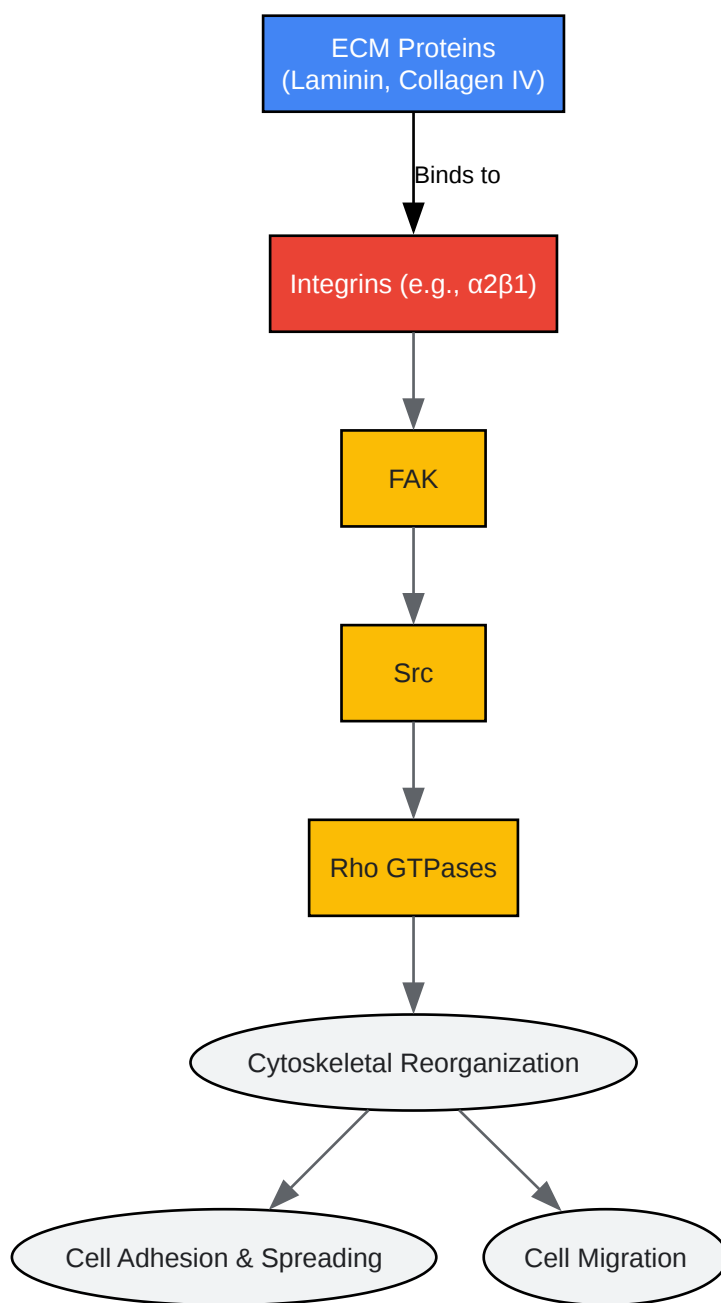 ECM Proteins
(Laminin, Collagen IV)
Binds to
Integrins (e.g., α2β1)
FAK
Src
Rho GTPases
Cytoskeletal Reorganization
Cell Adhesion & Spreading
Cell Migration